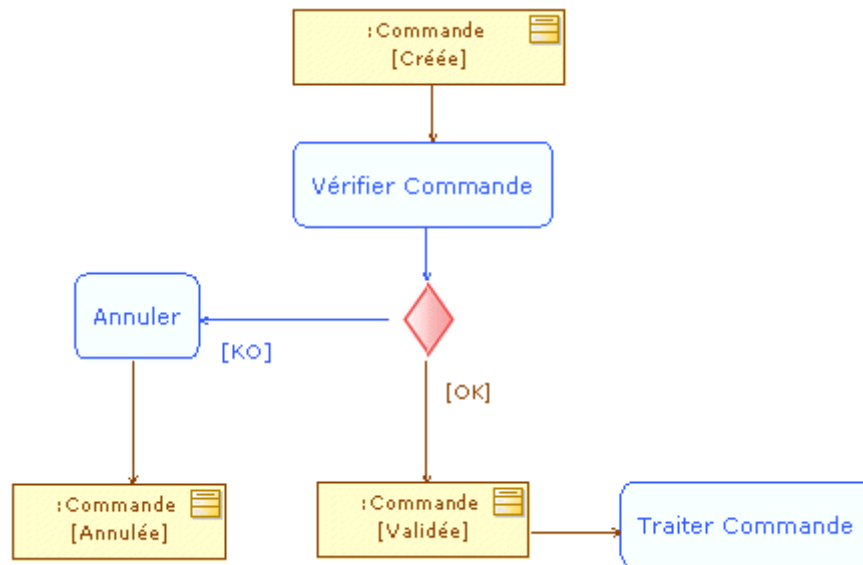 :Commande
[Créée]
Vérifier Commande
Annuler
[KO]
[OK]
:Commande
[Annulée]
:Commande
[Validée]
Traiter Commande